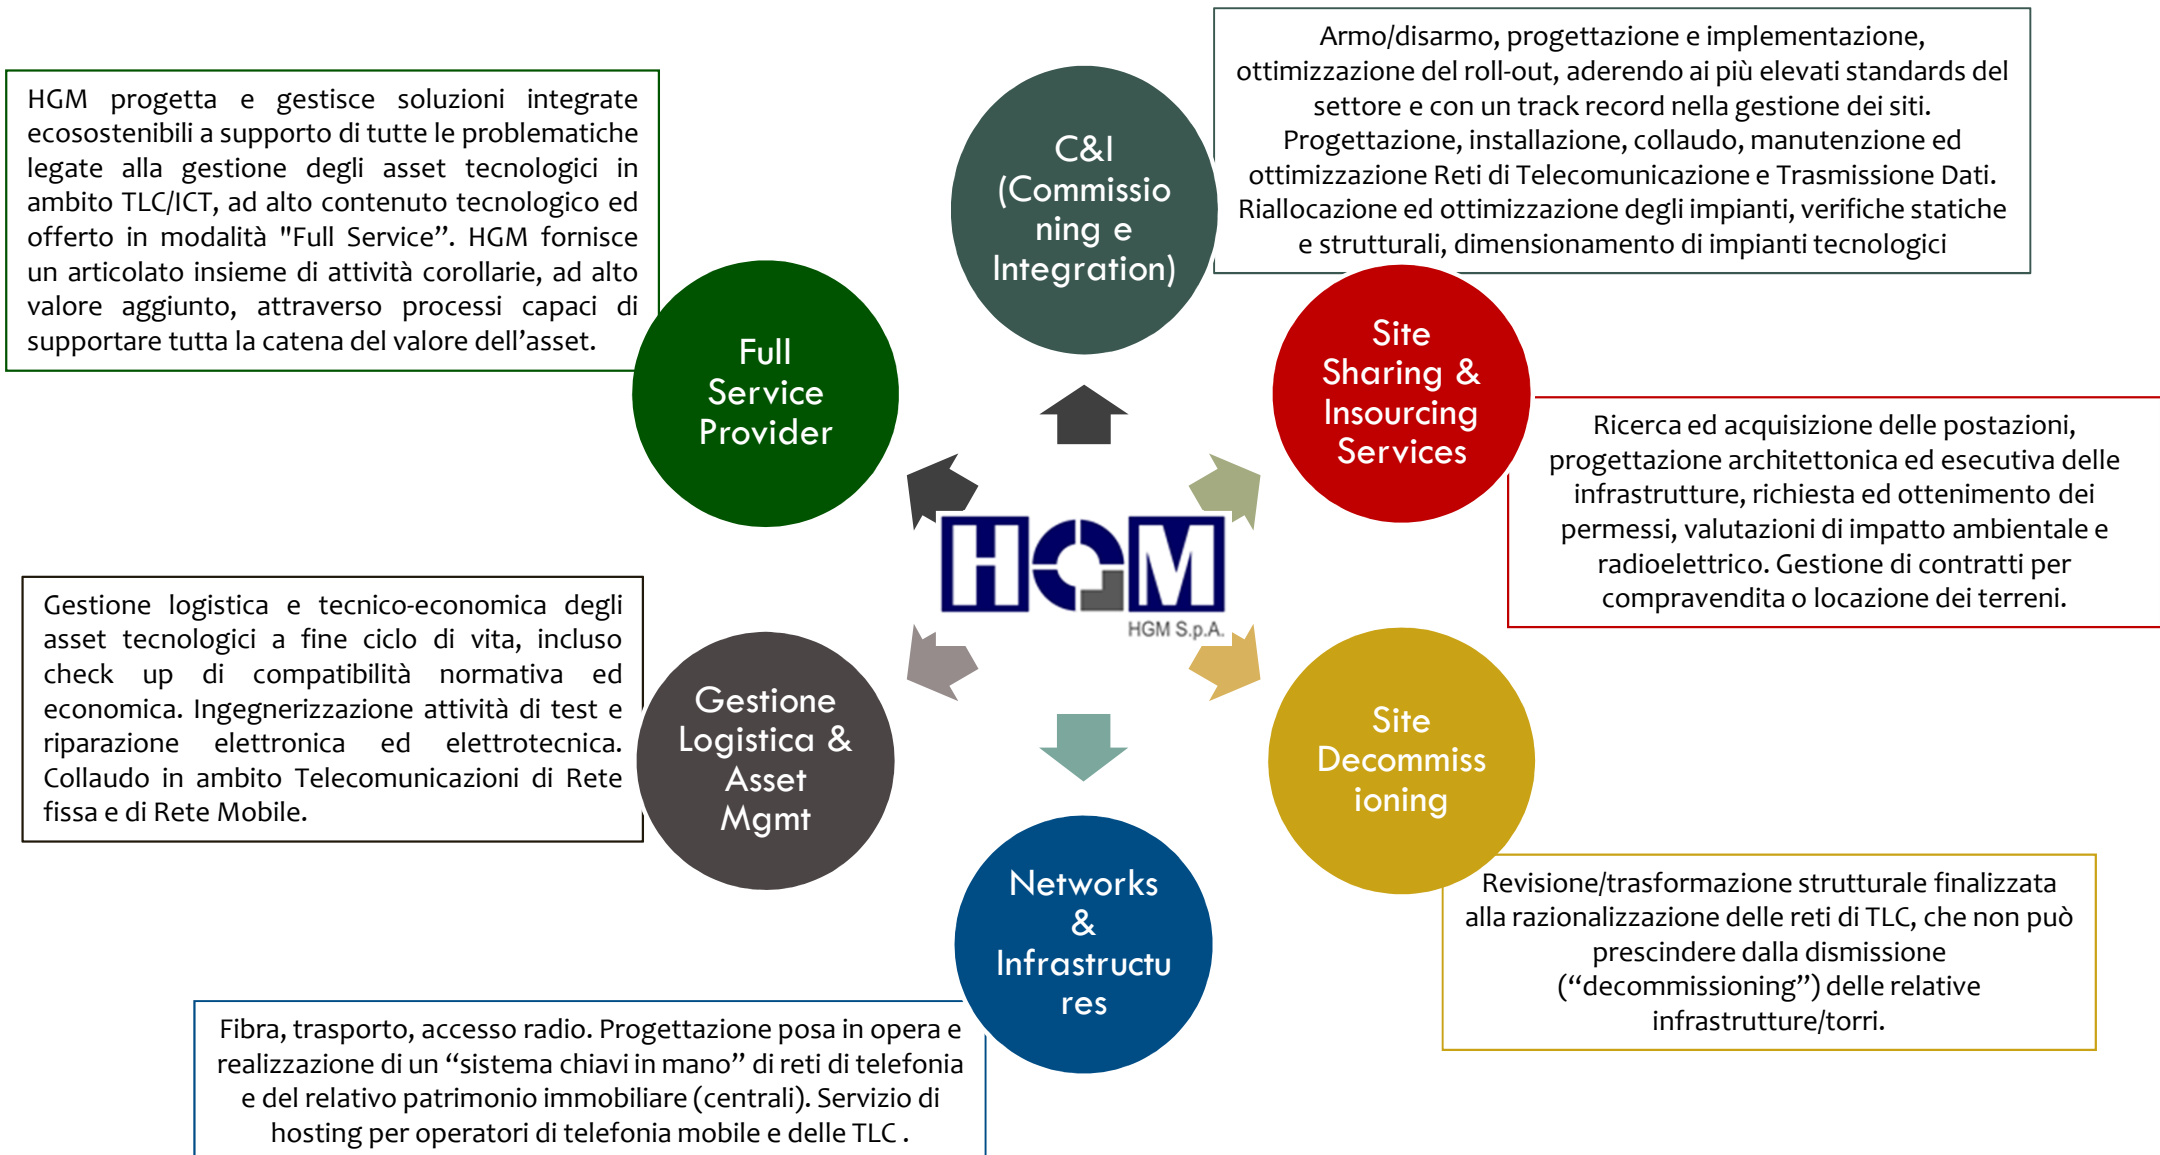 HGM progetta e gestisce soluzioni integrate
ecosostenibili a supporto di tutte le problematiche
legate alla gestione degli asset tecnologici in
ambito TLC/ICT, ad alto contenuto tecnologico ed
offerto in modalità "Full Service”. HGM fornisce
un articolato insieme di attività corollarie, ad alto
valore aggiunto, attraverso processi capaci di
supportare tutta la catena del valore dell’asset.
Full
Service
Provider
C&I
(Commissio
ning e
Integration)
Armo/disarmo, progettazione e implementazione,
ottimizzazione del roll-out, aderendo ai più elevati standards del
settore e con un track record nella gestione dei siti.
Progettazione, installazione, collaudo, manutenzione ed
ottimizzazione Reti di Telecomunicazione e Trasmissione Dati.
Riallocazione ed ottimizzazione degli impianti, verifiche statiche
e strutturali, dimensionamento di impianti tecnologici
Site
Sharing &
Insourcing
Services
Ricerca ed acquisizione delle postazioni,
progettazione architettonica ed esecutiva delle
infrastrutture, richiesta ed ottenimento dei
permessi, valutazioni di impatto ambientale e
radioelettrico. Gestione di contratti per
compravendita o locazione dei terreni.
HGM
HGM S.p.A.
Gestione logistica e tecnico-economica degli
asset tecnologici a fine ciclo di vita, incluso
check up di compatibilità normativa ed
economica. Ingegnerizzazione attività di test e
riparazione elettronica ed elettrotecnica.
Collaudo in ambito Telecomunicazioni di Rete
fissa e di Rete Mobile.
Gestione
Logistica &
Asset
Mgmt
Site
Decommiss
ioning
Revisione/trasformazione strutturale finalizzata
alla razionalizzazione delle reti di TLC, che non può
prescindere dalla dismissione
(“decommissioning”) delle relative
infrastrutture/torri.
Networks
&
Infrastructu
res
Fibra, trasporto, accesso radio. Progettazione posa in opera e
realizzazione di un “sistema chiavi in mano” di reti di telefonia
e del relativo patrimonio immobiliare (centrali). Servizio di
hosting per operatori di telefonia mobile e delle TLC .